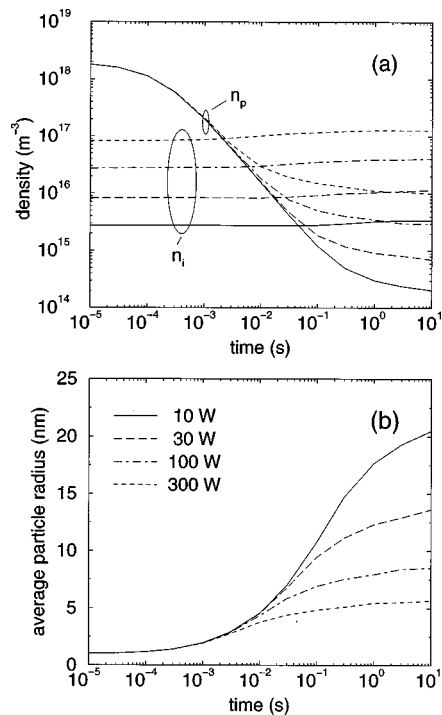 10^19
10^18
10^17
10^16
10^15
10^14
density (m^-3)
(a)
n_p
n_i
10^-5 10^-4 10^-3 10^-2 10^-1 10^0 10^1
time (s)
25
20
15
10
5
0
average particle radius (nm)
(b)
10 W
30 W
100 W
300 W
10^-5 10^-4 10^-3 10^-2 10^-1 10^0 10^1
time (s)